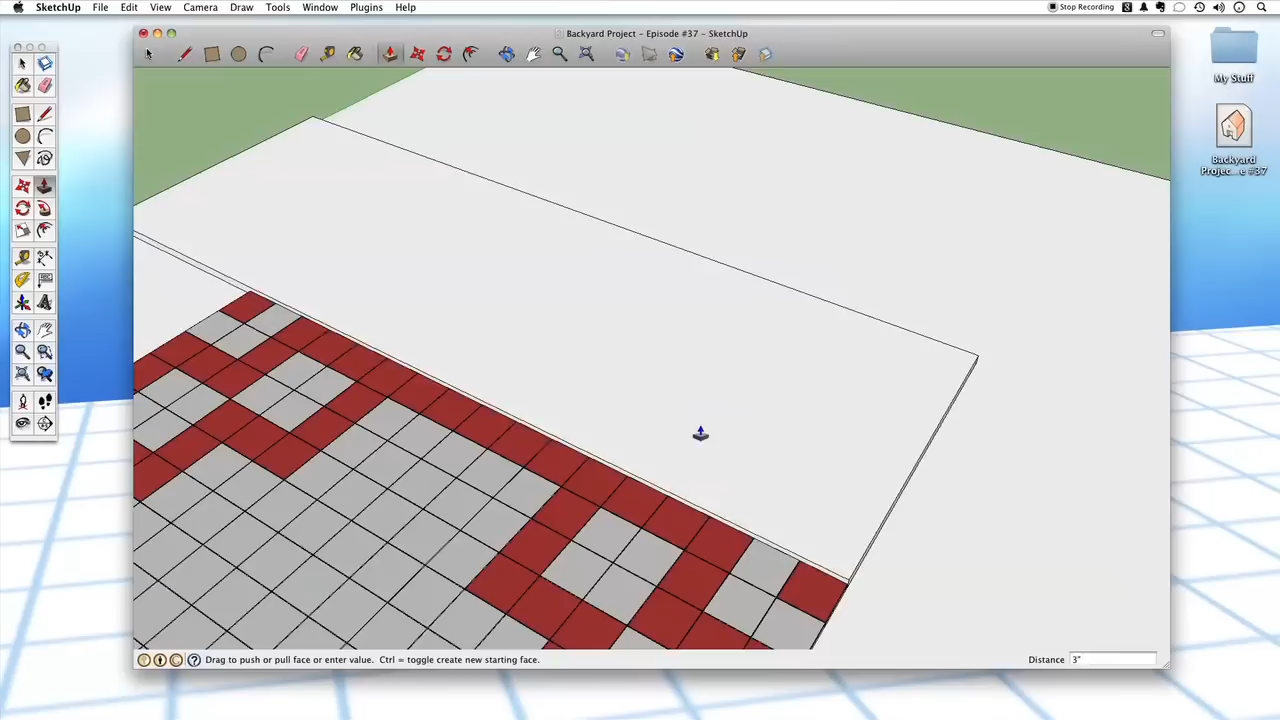 SketchUp File Edit View Camera Draw Tools Window Plugins Help Stop Recording
Backyard Project - Episode #37 - SketchUp
My Stuff
Backyard
Projec...e #37
Drag to push or pull face or enter value. Ctrl = toggle create new starting face. Distance 3"